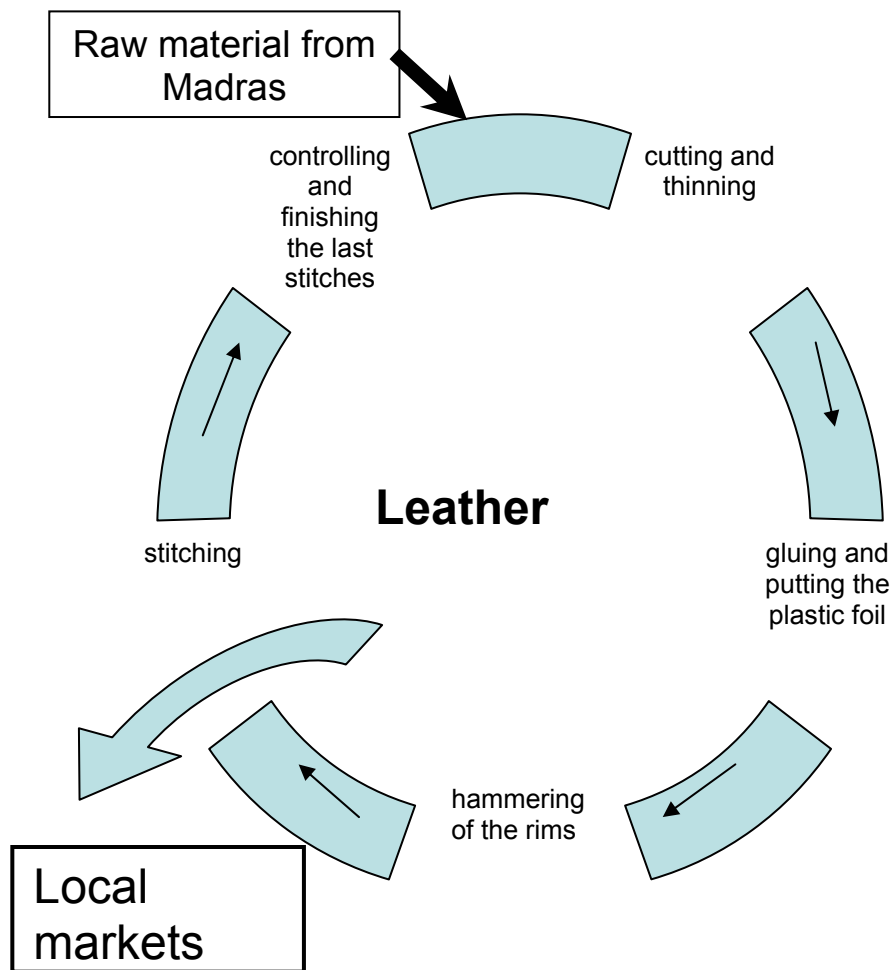 Raw material from
Madras
controlling
and
finishing
the last
stitches
cutting and
thinning
Leather
stitching
gluing and
putting the
plastic foil
hammering
of the rims
Local
markets